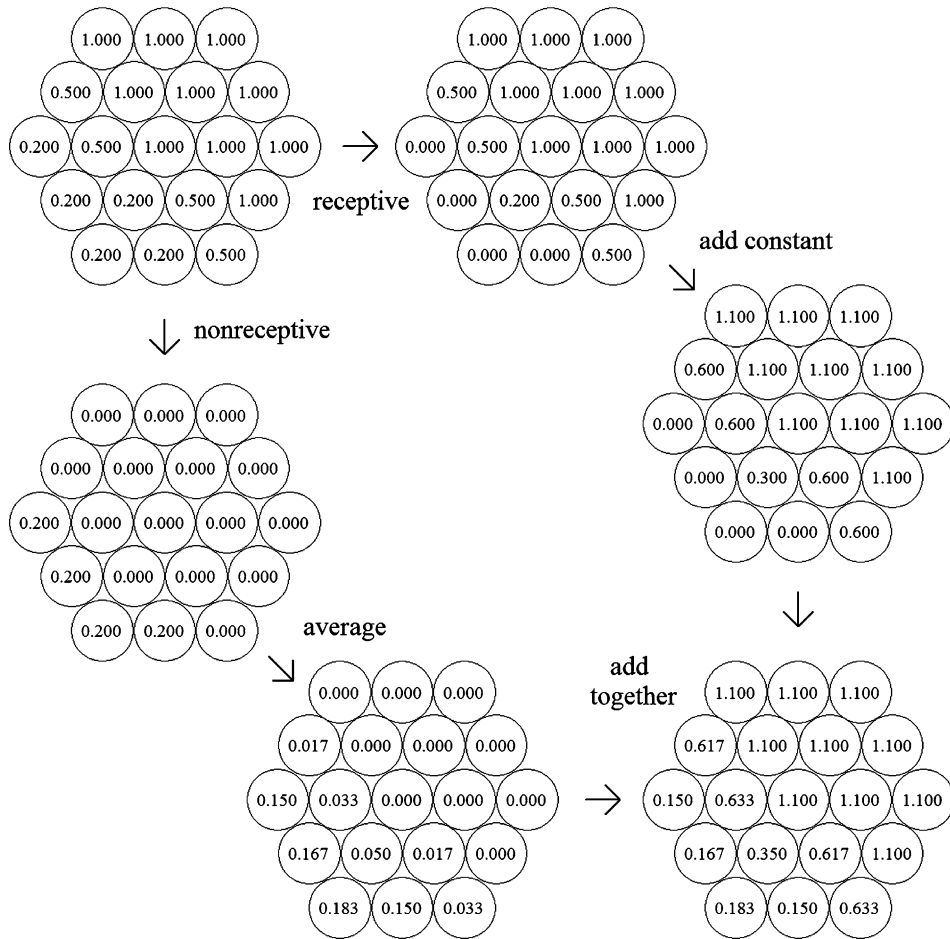 1.000 1.000 1.000
0.500 1.000 1.000 1.000
0.200 0.500 1.000 1.000 1.000
0.200 0.200 0.500 1.000
0.200 0.200 0.500
receptive
1.000 1.000 1.000
0.500 1.000 1.000 1.000
0.000 0.500 1.000 1.000 1.000
0.000 0.200 0.500 1.000
0.000 0.000 0.500
add constant
1.100 1.100 1.100
0.600 1.100 1.100 1.100
0.000 0.600 1.100 1.100 1.100
0.000 0.300 0.600 1.100
0.000 0.000 0.600
nonreceptive
0.000 0.000 0.000
0.000 0.000 0.000 0.000
0.200 0.000 0.000 0.000 0.000
0.200 0.000 0.000 0.000
0.200 0.200 0.000
average
0.000 0.000 0.000
0.017 0.000 0.000 0.000
0.150 0.033 0.000 0.000 0.000
0.167 0.050 0.017 0.000
0.183 0.150 0.033
add
together
1.100 1.100 1.100
0.617 1.100 1.100 1.100
0.150 0.633 1.100 1.100 1.100
0.167 0.350 0.617 1.100
0.183 0.150 0.633